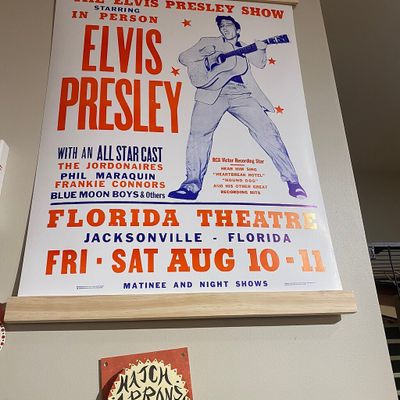 THE ELVIS PRESLEY SHOW
STARRING
IN PERSON
ELVIS
PRESLEY
WITH AN ALL STAR CAST
THE JORDONAIRES
PHIL MARAQUIN
FRANKIE CONNORS
BLUE MOON BOYS & Others
RCA Victor Recording Star
HEAR HIM SING
"HEARTBREAK HOTEL"
"HOUND DOG"
AND HIS OTHER GREAT
RECORDING HITS
FLORIDA THEATRE
JACKSONVILLE - FLORIDA
FRI · SAT AUG 10 - 11
MATINEE AND NIGHT SHOWS
HATCH
APRONS